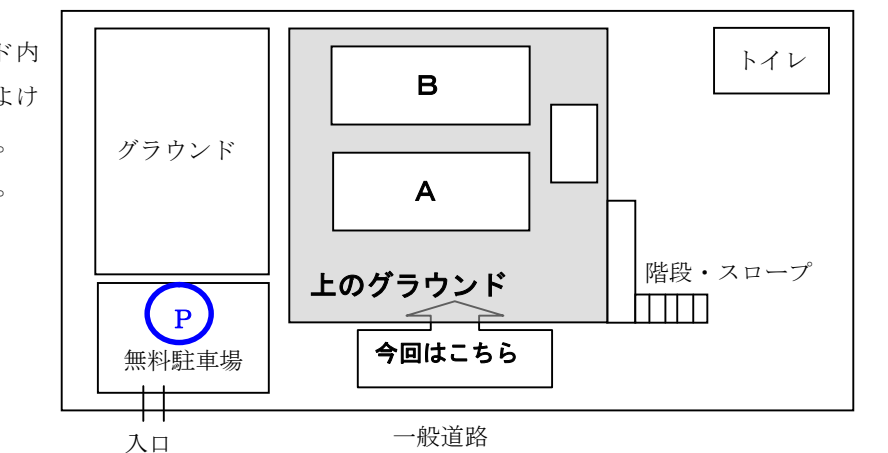 ド内
よけ
。
。
トイレ
B
グラウンド
A
階段・スロープ
上のグラウンド
P
今回はこちら
無料駐車場
一般道路
入口